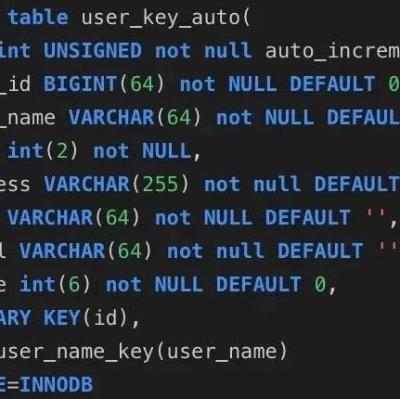 table user_key_auto(
int UNSIGNED not null auto_increm
_id BIGINT(64) not NULL DEFAULT 0
_name VARCHAR(64) not NULL DEFAUL
int(2) not NULL,
ess VARCHAR(255) not null DEFAULT
VARCHAR(64) not NULL DEFAULT '',
l VARCHAR(64) not null DEFAULT ''
e int(6) not NULL DEFAULT 0,
ARY KEY(id),
user_name_key(user_name)
E=INNODB